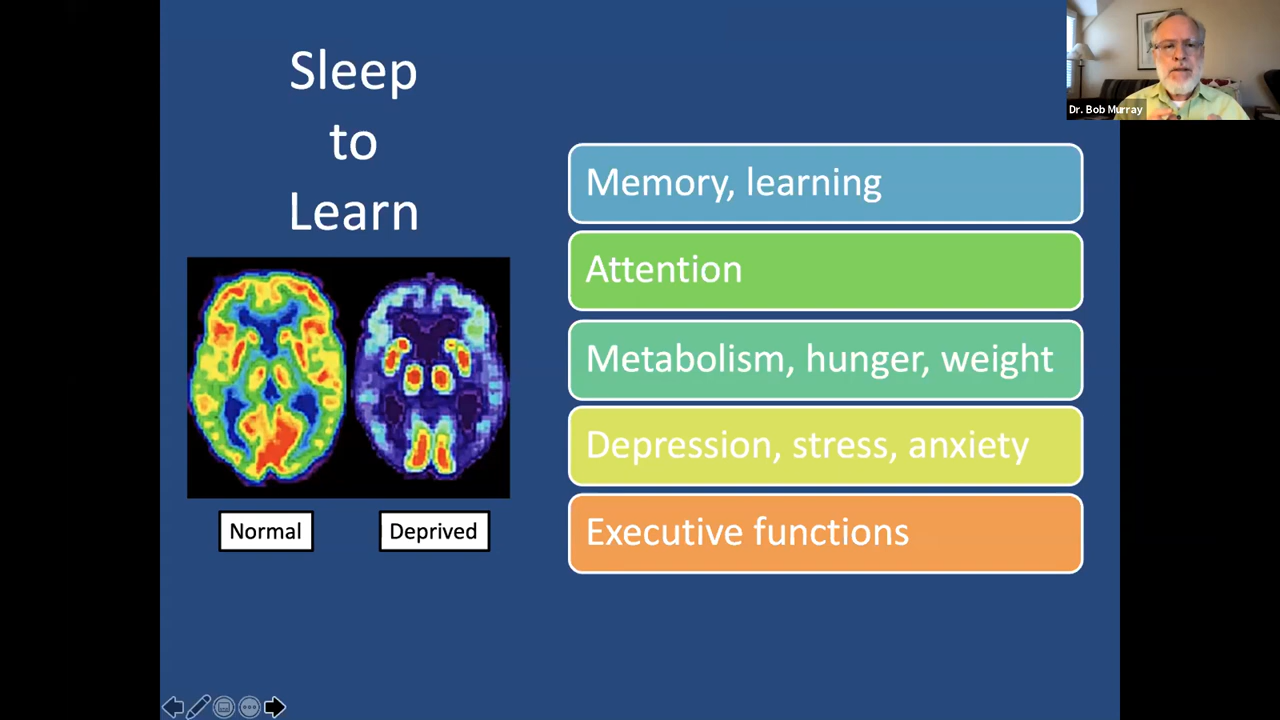 Sleep
to
Learn
Dr. Bob Murray
Memory, learning
Attention
Metabolism, hunger, weight
Depression, stress, anxiety
Executive functions
Normal
Deprived